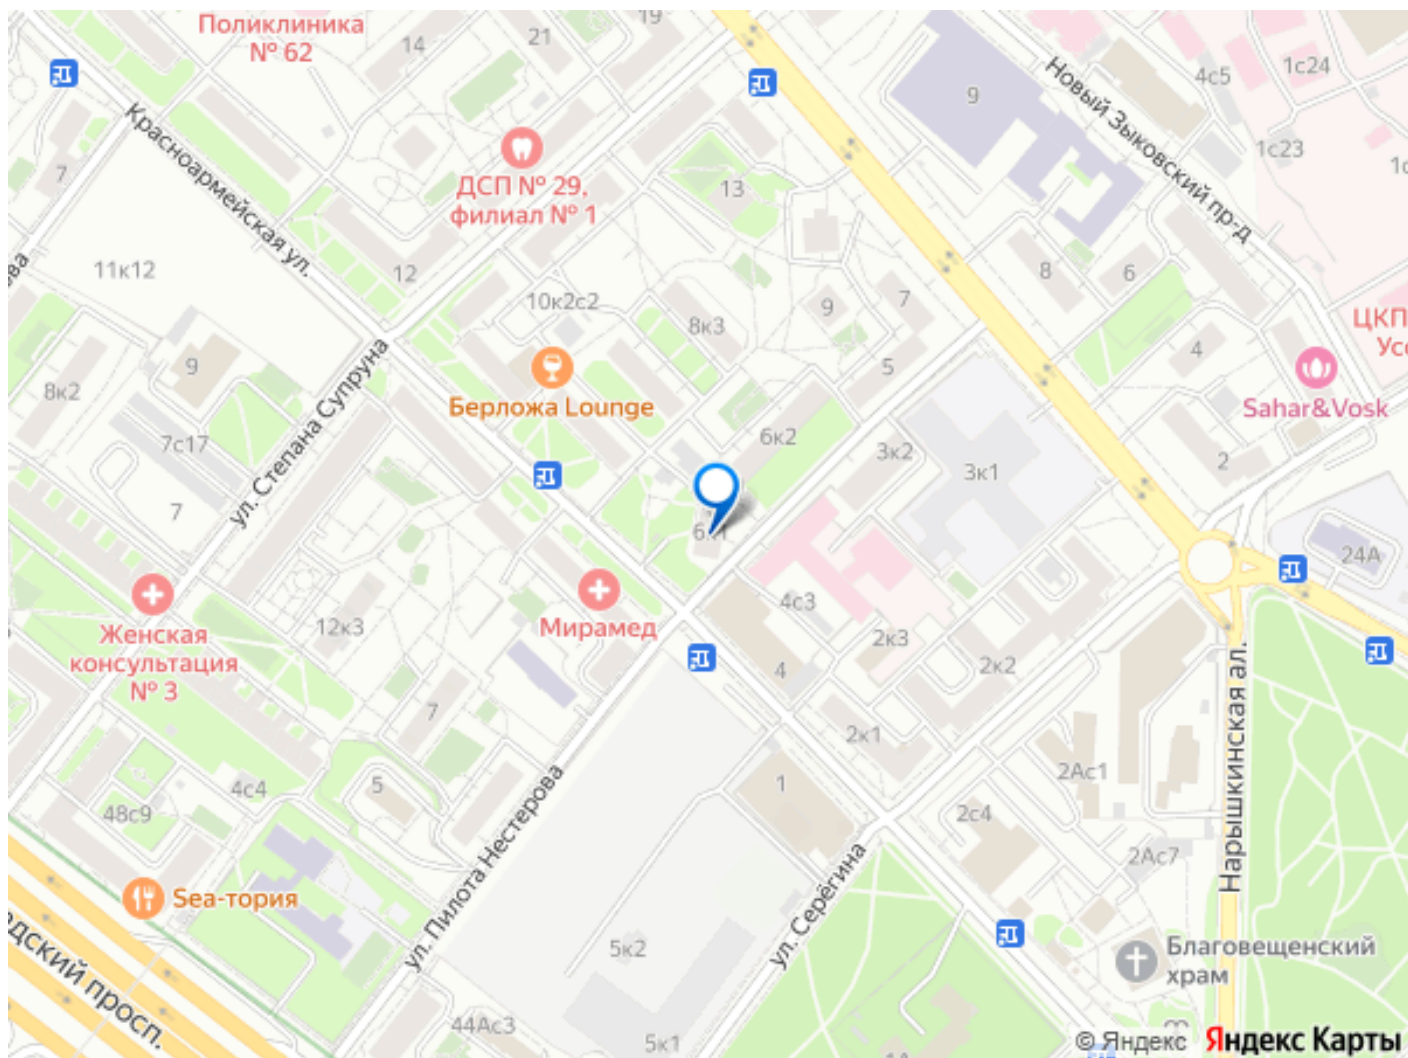 Поликлиника
№ 62
14
21
19
9
4с5
1с24
1с23
Новый Зыковский пр-д
Красноармейская ул.
7
ДСП № 29,
филиал № 1
13
11к12
12
10к2с2
8к3
9
7
5
8
6
4
ЦКП
Усо
Sahar&Vosk
9
8к2
ул. Степана Супруна
Берложа Lounge
7с17
7
6к2
6к1
3к2
3к1
2
24А
Женская
консультация
№ 3
12к3
Мирамед
4с3
2к3
2к2
4
2к1
7
5
4с4
48с9
1
2Ас1
2с4
2Ас7
Нарышкинская ал.
Sea-тория
ул. Пилота Нестерова
ул. Серёгина
дский просп.
5к2
5к1
44Ас3
Благовещенский
храм
© Яндекс Яндекс Карты